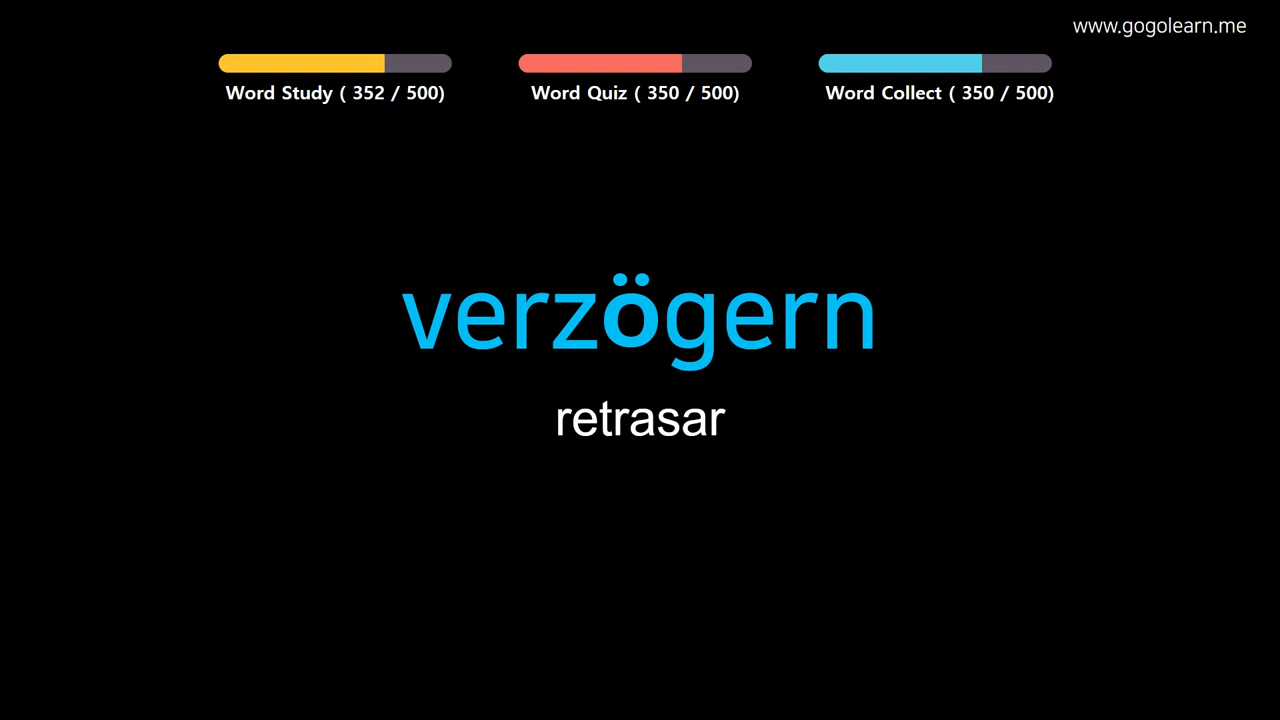 www.gogolearn.me
Word Study ( 352 / 500)
Word Quiz ( 350 / 500)
Word Collect ( 350 / 500)
verzögern
retrasar